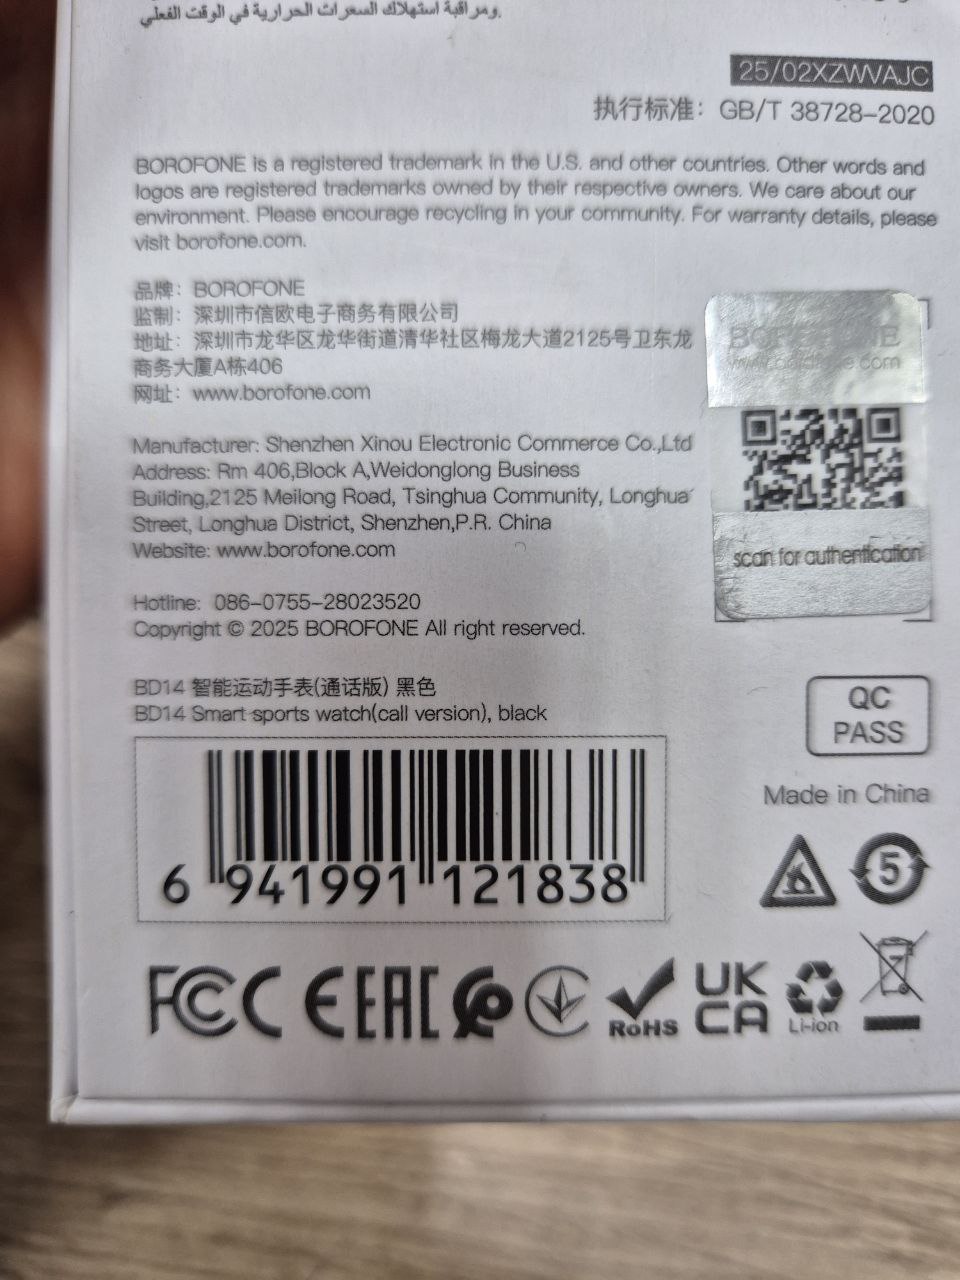 ومراقبة استهلاك السعرات الحرارية في الوقت الفعلي.
25/02XZWVAJC
执行标准：GB/T 38728-2020
BOROFONE is a registered trademark in the U.S. and other countries. Other words and
logos are registered trademarks owned by their respective owners. We care about our
environment. Please encourage recycling in your community. For warranty details, please
visit borofone.com.
品牌：BOROFONE
监制：深圳市信欧电子商务有限公司
地址：深圳市龙华区龙华街道清华社区梅龙大道2125号卫东龙
商务大厦A栋406
网址：www.borofone.com
BOROFONE
www.borofone.com
Manufacturer: Shenzhen Xinou Electronic Commerce Co.,Ltd
Address: Rm 406,Block A,Weidonglong Business
Building,2125 Meilong Road, Tsinghua Community, Longhua
Street, Longhua District, Shenzhen,P.R. China
Website: www.borofone.com
scan for authentication
Hotline: 086-0755-28023520
Copyright © 2025 BOROFONE All right reserved.
BD14 智能运动手表(通话版) 黑色
BD14 Smart sports watch(call version), black
QC
PASS
Made in China
5
6 941991 121838
FCC CE EAC RoHS UK
CA Li-ion